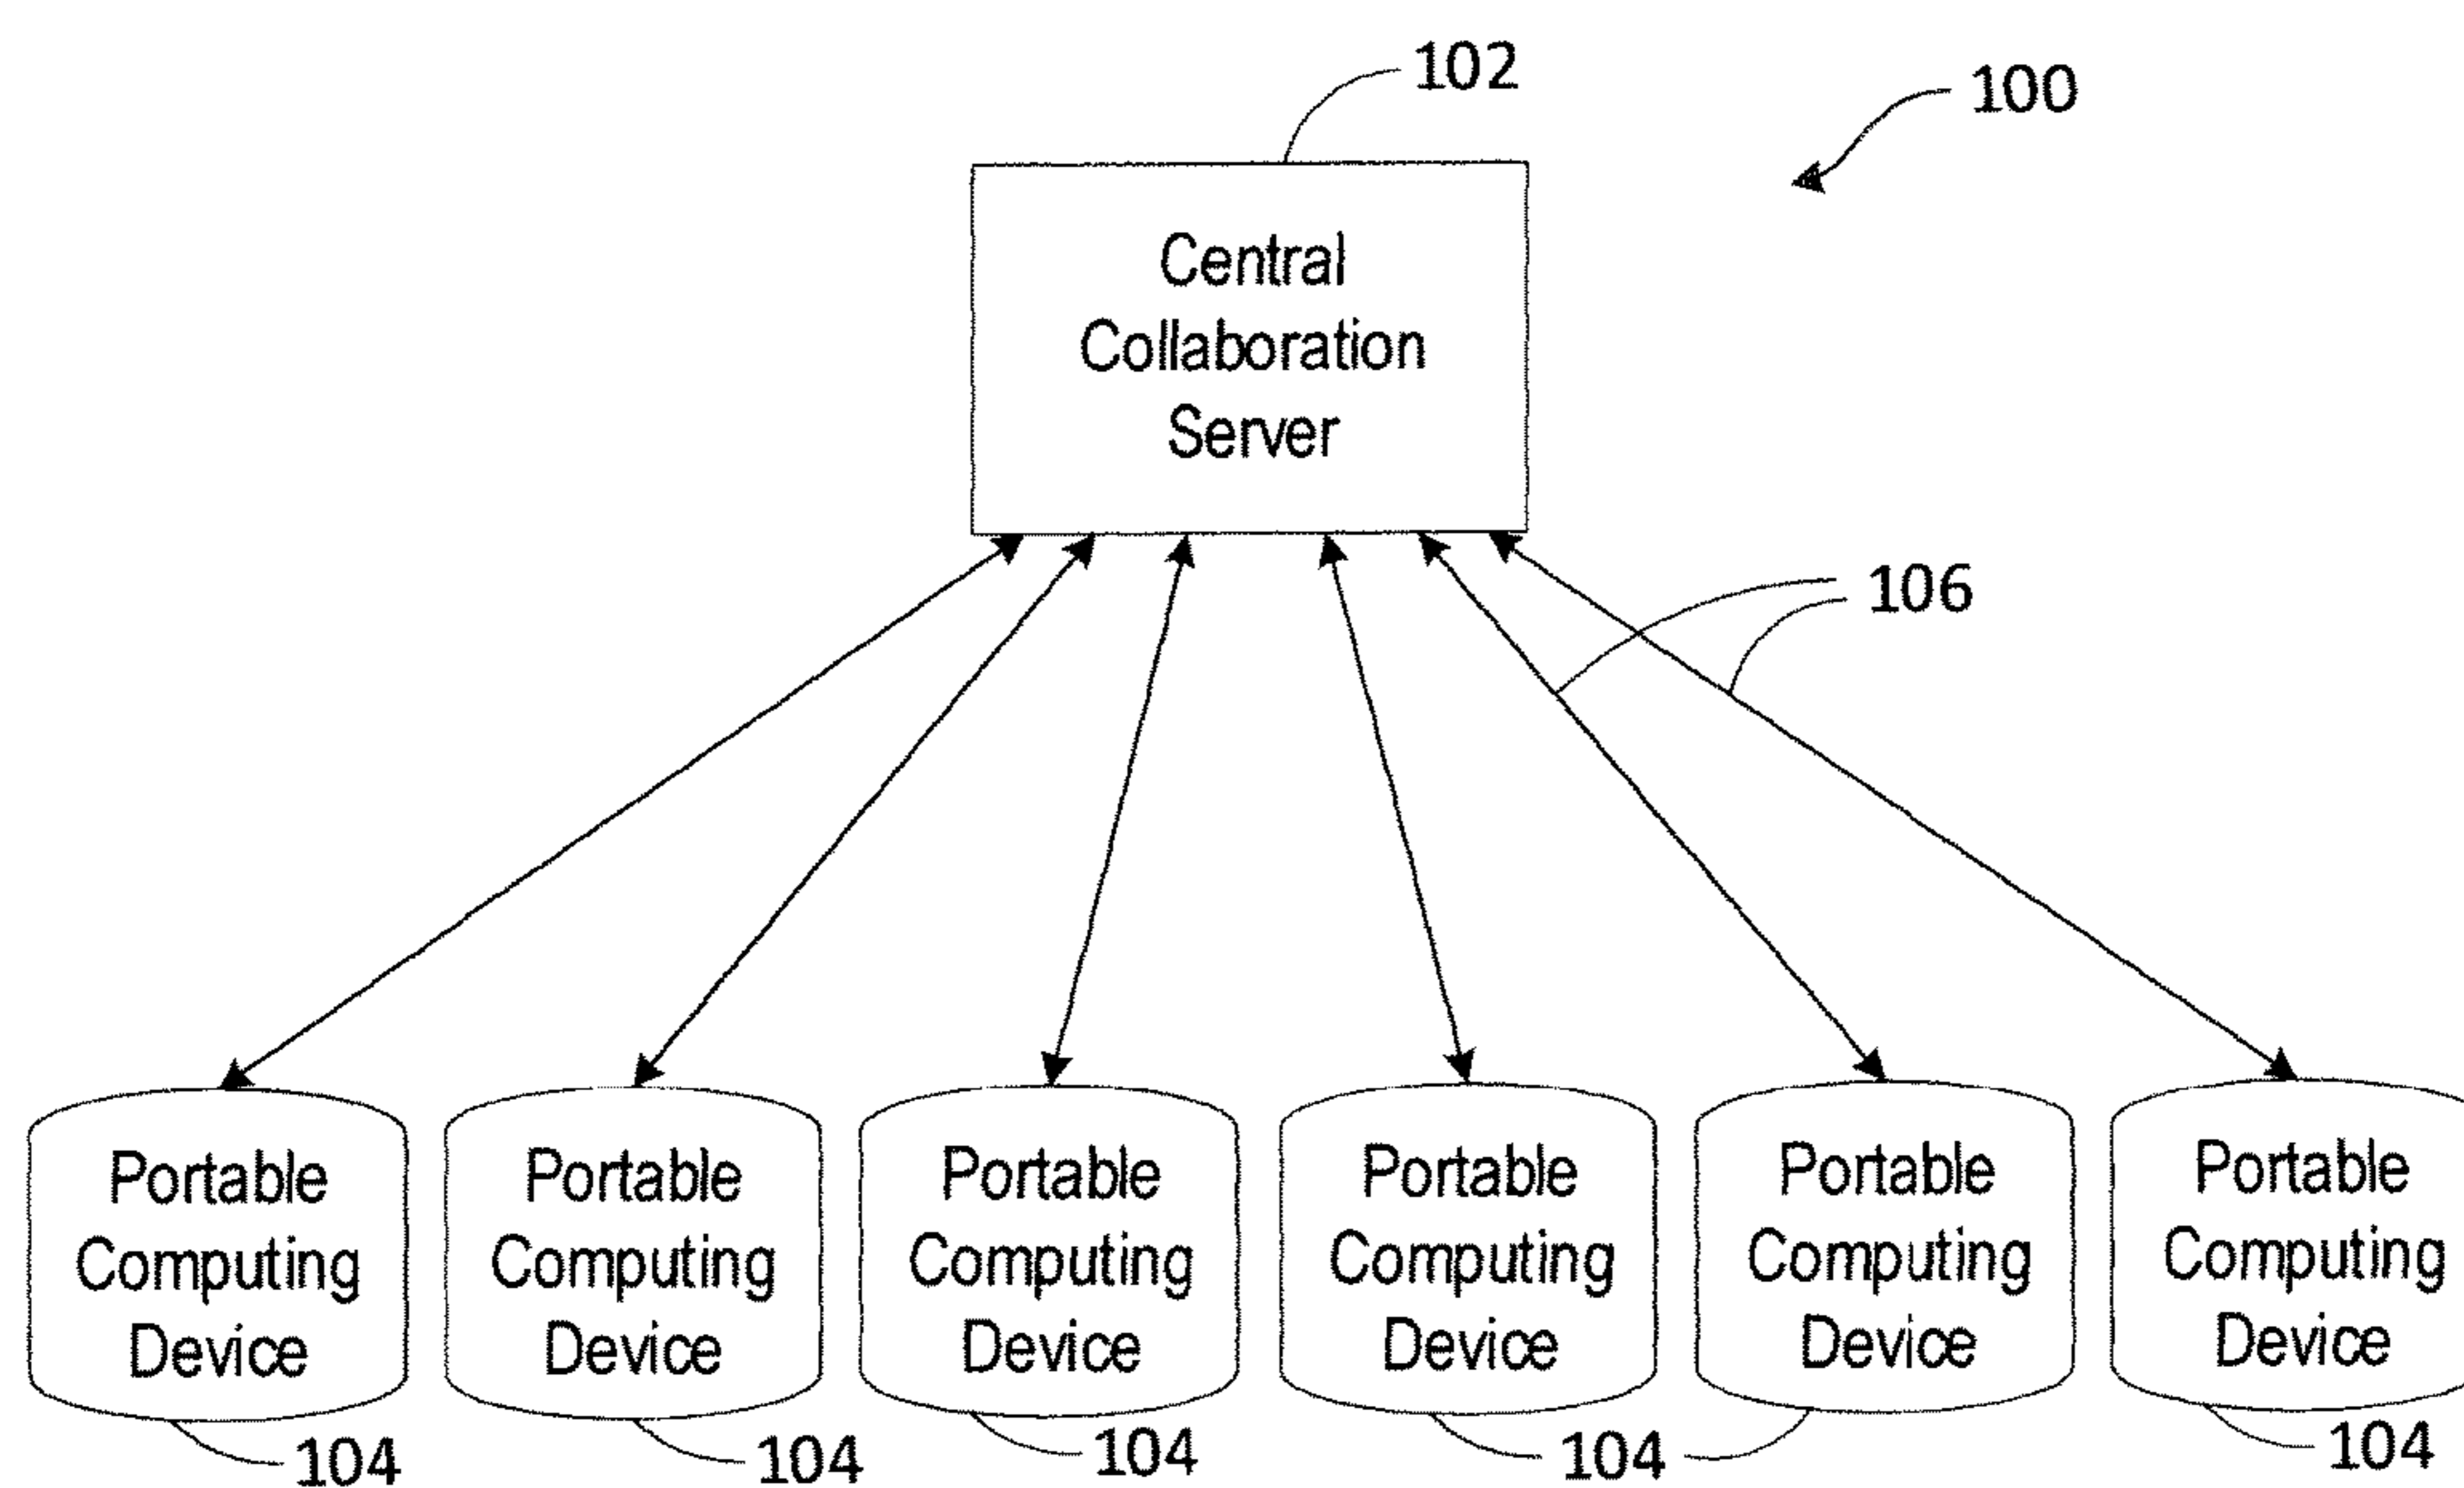 102
100
Central
Collaboration
Server
106
Portable
Computing
Device
Portable
Computing
Device
Portable
Computing
Device
Portable
Computing
Device
Portable
Computing
Device
Portable
Computing
Device
104
104
104
104
104